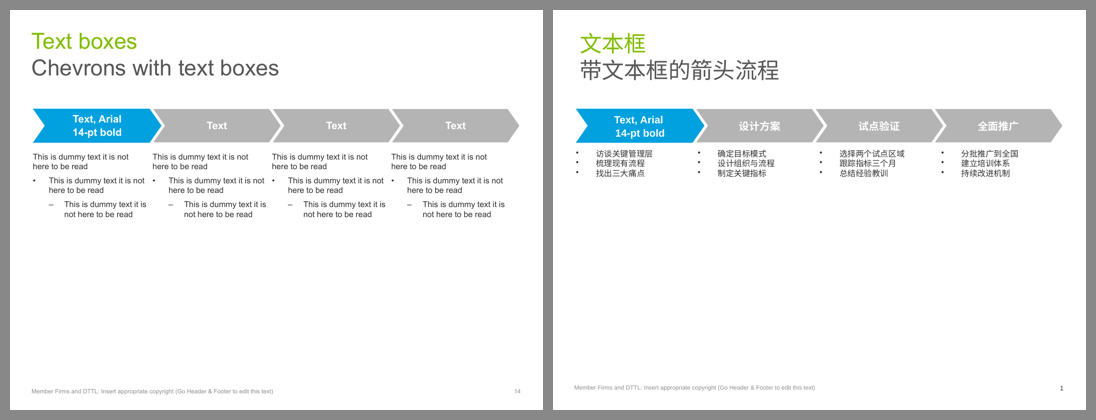 Text boxes
Chevrons with text boxes
Text, Arial
14-pt bold
Text
Text
Text
This is dummy text it is not
here to be read
• This is dummy text it is not
here to be read
– This is dummy text it is
not here to be read
This is dummy text it is not
here to be read
• This is dummy text it is not
here to be read
– This is dummy text it is
not here to be read
This is dummy text it is not
here to be read
• This is dummy text it is not
here to be read
– This is dummy text it is
not here to be read
This is dummy text it is not
here to be read
• This is dummy text it is not
here to be read
– This is dummy text it is
not here to be read
Member Firms and DTTL: Insert appropriate copyright (Go Header & Footer to edit this text)
14
文本框
带文本框的箭头流程
Text, Arial
14-pt bold
设计方案
试点验证
全面推广
• 访谈关键管理层
• 梳理现有流程
• 找出三大痛点
• 确定目标模式
• 设计组织与流程
• 制定关键指标
• 选择两个试点区域
• 跟踪指标三个月
• 总结经验教训
• 分批推广到全国
• 建立培训体系
• 持续改进机制
Member Firms and DTTL: Insert appropriate copyright (Go Header & Footer to edit this text)
1